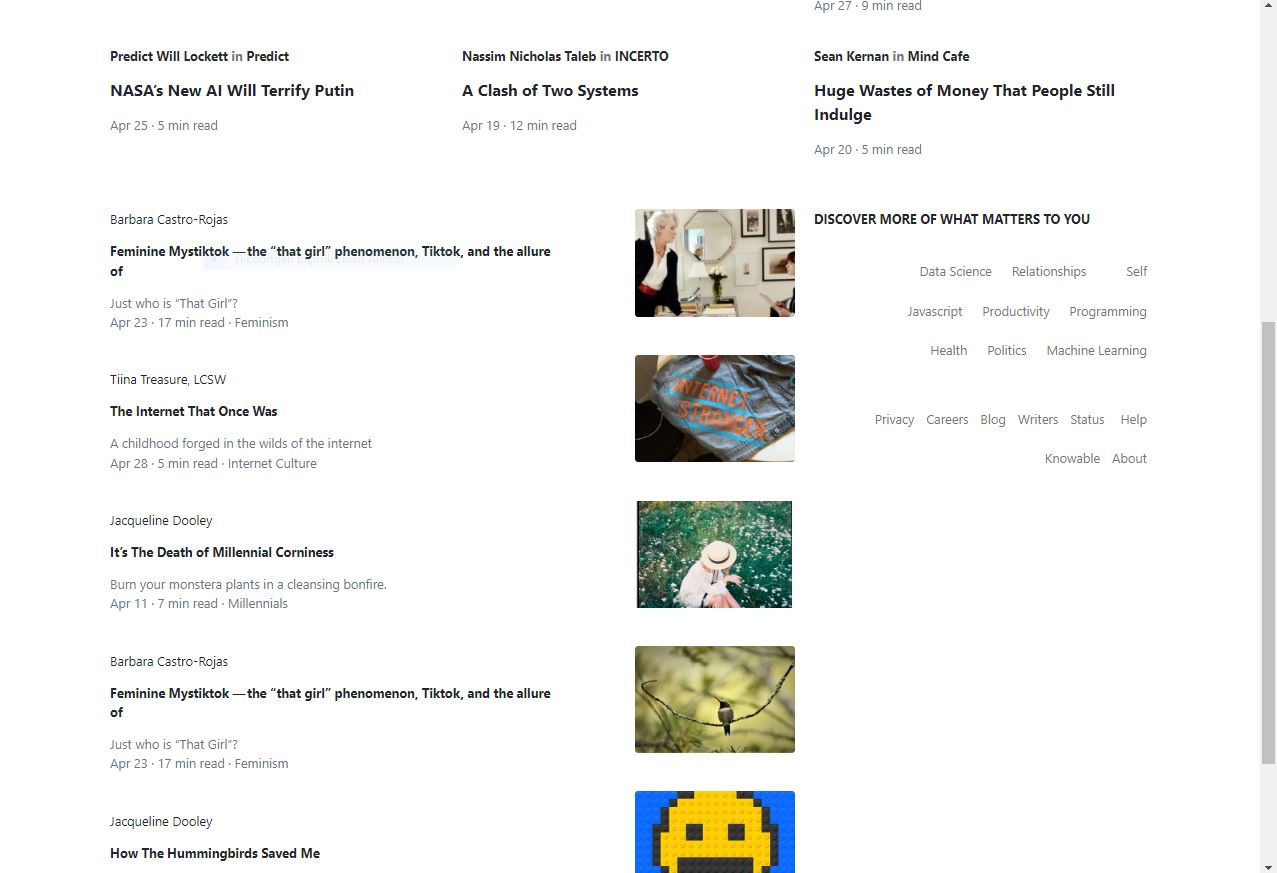 Apr 27 · 9 min read
Predict Will Lockett in Predict
NASA's New AI Will Terrify Putin
Apr 25 · 5 min read
Nassim Nicholas Taleb in INCERTO
A Clash of Two Systems
Apr 19 · 12 min read
Sean Kernan in Mind Cafe
Huge Wastes of Money That People Still
Indulge
Apr 20 · 5 min read
Barbara Castro-Rojas
Feminine Mystiktok —the “that girl” phenomenon, Tiktok, and the allure
of
Just who is “That Girl”?
Apr 23 · 17 min read · Feminism
Tiina Treasure, LCSW
The Internet That Once Was
A childhood forged in the wilds of the internet
Apr 28 · 5 min read · Internet Culture
INTERNET
STRANGER
Jacqueline Dooley
It’s The Death of Millennial Corniness
Burn your monstera plants in a cleansing bonfire.
Apr 11 · 7 min read · Millennials
Barbara Castro-Rojas
Feminine Mystiktok —the “that girl” phenomenon, Tiktok, and the allure
of
Just who is “That Girl”?
Apr 23 · 17 min read · Feminism
Jacqueline Dooley
How The Hummingbirds Saved Me
DISCOVER MORE OF WHAT MATTERS TO YOU
Data Science Relationships Self
Javascript Productivity Programming
Health Politics Machine Learning
Privacy Careers Blog Writers Status Help
Knowable About